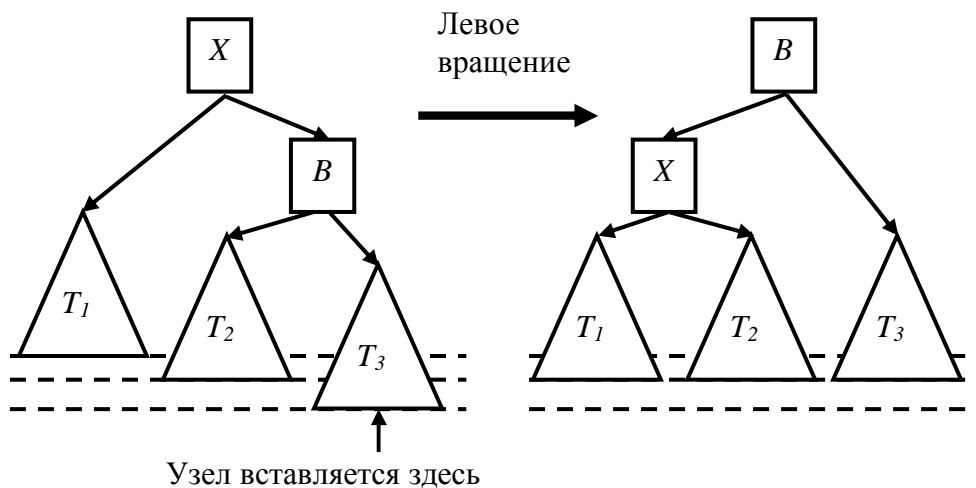 X
Левое
вращение
B
B
X
T1
T2
T3
T1
T2
T3
Узел вставляется здесь